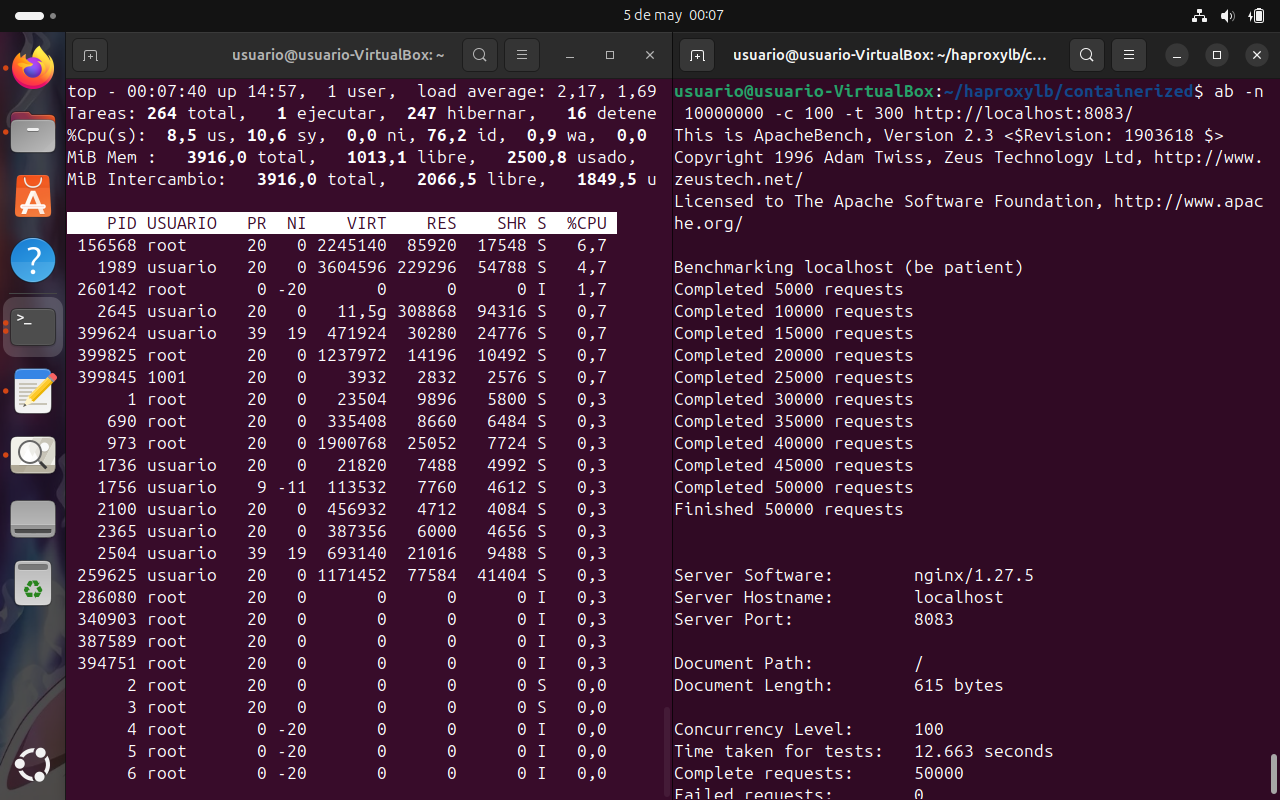 5 de may 00:07
usuario@usuario-VirtualBox: ~
top - 00:07:40 up 14:57, 1 user, load average: 2,17, 1,69
Tareas: 264 total, 1 ejecutar, 247 hibernar, 16 detene
%Cpu(s): 8,5 us, 10,6 sy, 0,0 ni, 76,2 id, 0,9 wa, 0,0
MiB Mem : 3916,0 total, 1013,1 libre, 2500,8 usado,
MiB Intercambio: 3916,0 total, 2066,5 libre, 1849,5 u
PID USUARIO PR NI VIRT RES SHR S %CPU
156568 root 20 0 2245140 85920 17548 S 6,7
1989 usuario 20 0 3604596 229296 54788 S 4,7
260142 root 0 -20 0 0 0 I 1,7
2645 usuario 20 0 11,5g 308868 94316 S 0,7
399624 usuario 39 19 471924 30280 24776 S 0,7
399825 root 20 0 1237972 14196 10492 S 0,7
399845 1001 20 0 3932 2832 2576 S 0,7
1 root 20 0 23504 9896 5800 S 0,3
690 root 20 0 335408 8660 6484 S 0,3
973 root 20 0 1900768 25052 7724 S 0,3
1736 usuario 20 0 21820 7488 4992 S 0,3
1756 usuario 9 -11 113532 7760 4612 S 0,3
2100 usuario 20 0 456932 4712 4084 S 0,3
2365 usuario 20 0 387356 6000 4656 S 0,3
2504 usuario 39 19 693140 21016 9488 S 0,3
259625 usuario 20 0 1171452 77584 41404 S 0,3
286080 root 20 0 0 0 0 I 0,3
340903 root 20 0 0 0 0 I 0,3
387589 root 20 0 0 0 0 I 0,3
394751 root 20 0 0 0 0 I 0,3
2 root 20 0 0 0 0 S 0,0
3 root 20 0 0 0 0 S 0,0
4 root 0 -20 0 0 0 I 0,0
5 root 0 -20 0 0 0 I 0,0
6 root 0 -20 0 0 0 I 0,0
usuario@usuario-VirtualBox: ~/haproxylb/c...
usuario@usuario-VirtualBox:~/haproxylb/containerized$ ab -n
10000000 -c 100 -t 300 http://localhost:8083/
This is ApacheBench, Version 2.3 <$Revision: 1903618 $>
Copyright 1996 Adam Twiss, Zeus Technology Ltd, http://www.
zeustech.net/
Licensed to The Apache Software Foundation, http://www.apac
he.org/
Benchmarking localhost (be patient)
Completed 5000 requests
Completed 10000 requests
Completed 15000 requests
Completed 20000 requests
Completed 25000 requests
Completed 30000 requests
Completed 35000 requests
Completed 40000 requests
Completed 45000 requests
Completed 50000 requests
Finished 50000 requests
Server Software: nginx/1.27.5
Server Hostname: localhost
Server Port: 8083
Document Path: /
Document Length: 615 bytes
Concurrency Level: 100
Time taken for tests: 12.663 seconds
Complete requests: 50000
Failed requests: 0